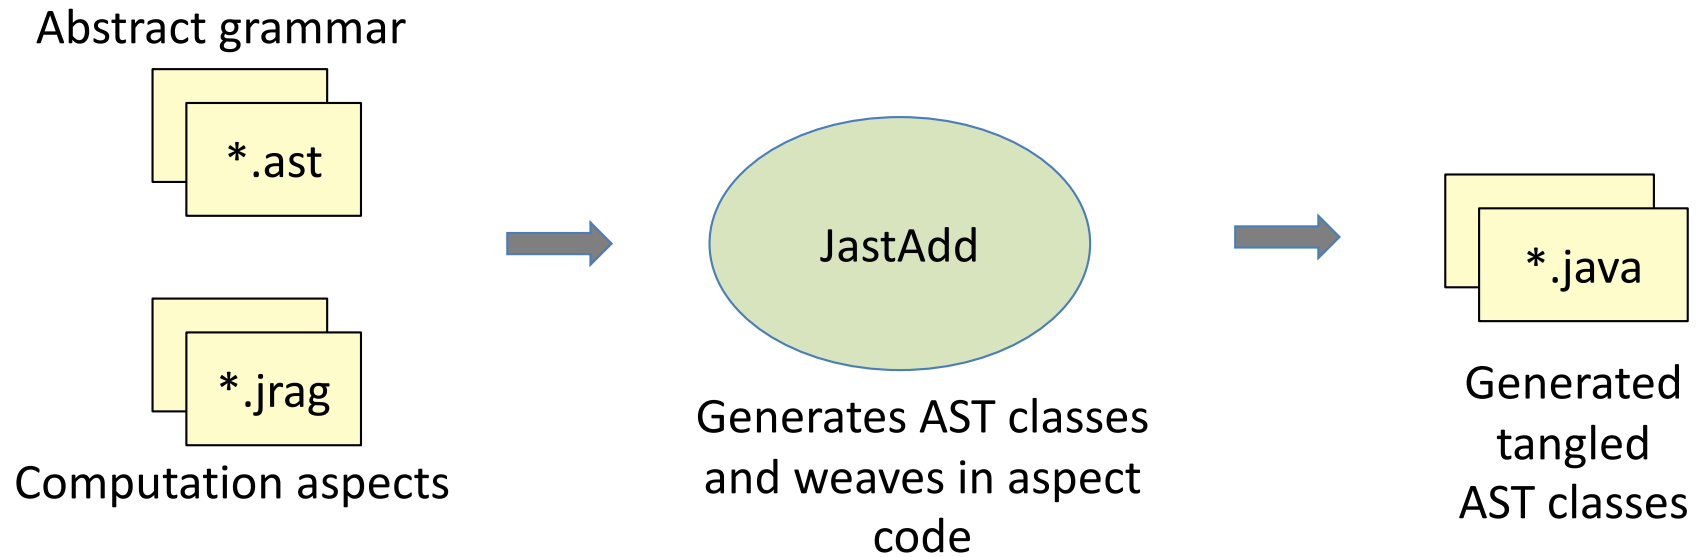 Abstract grammar
*.ast
*.jrag
Computation aspects
JastAdd
Generates AST classes
and weaves in aspect
code
*.java
Generated
tangled
AST classes